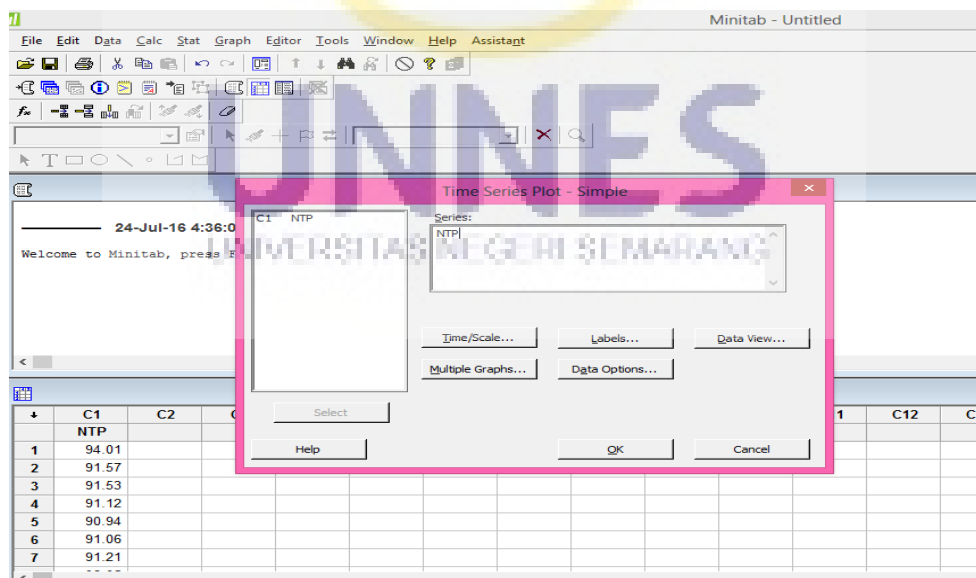 Minitab - Untitled
File Edit Data Calc Stat Graph Editor Tools Window Help Assistant
UNNES
UNIVERSITAS NEGERI SEMARANG
24-Jul-16 4:36:0
Welcome to Minitab, press F
Time Series Plot - Simple
C1 NTP
Series:
NTP
Time/Scale...
Labels...
Data View...
Multiple Graphs...
Data Options...
Select
Help
OK
Cancel
C1 C2 C 1 C12 C
NTP
1 94.01
2 91.57
3 91.53
4 91.12
5 90.94
6 91.06
7 91.21